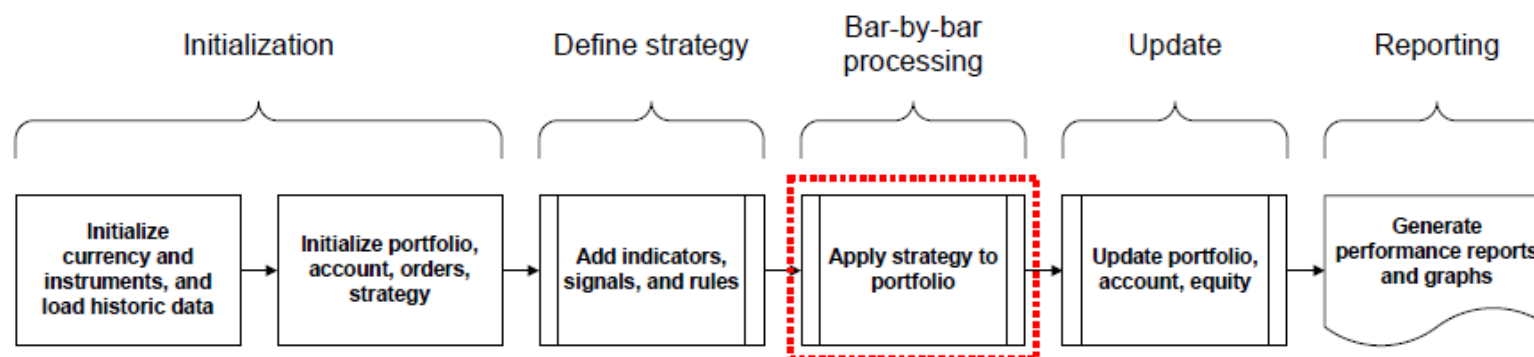 Initialization
Define strategy
Bar-by-bar
processing
Update
Reporting
Initialize
currency and
instruments, and
load historic data
Initialize portfolio,
account, orders,
strategy
Add indicators,
signals, and rules
Apply strategy to
portfolio
Update portfolio,
account, equity
Generate
performance reports
and graphs